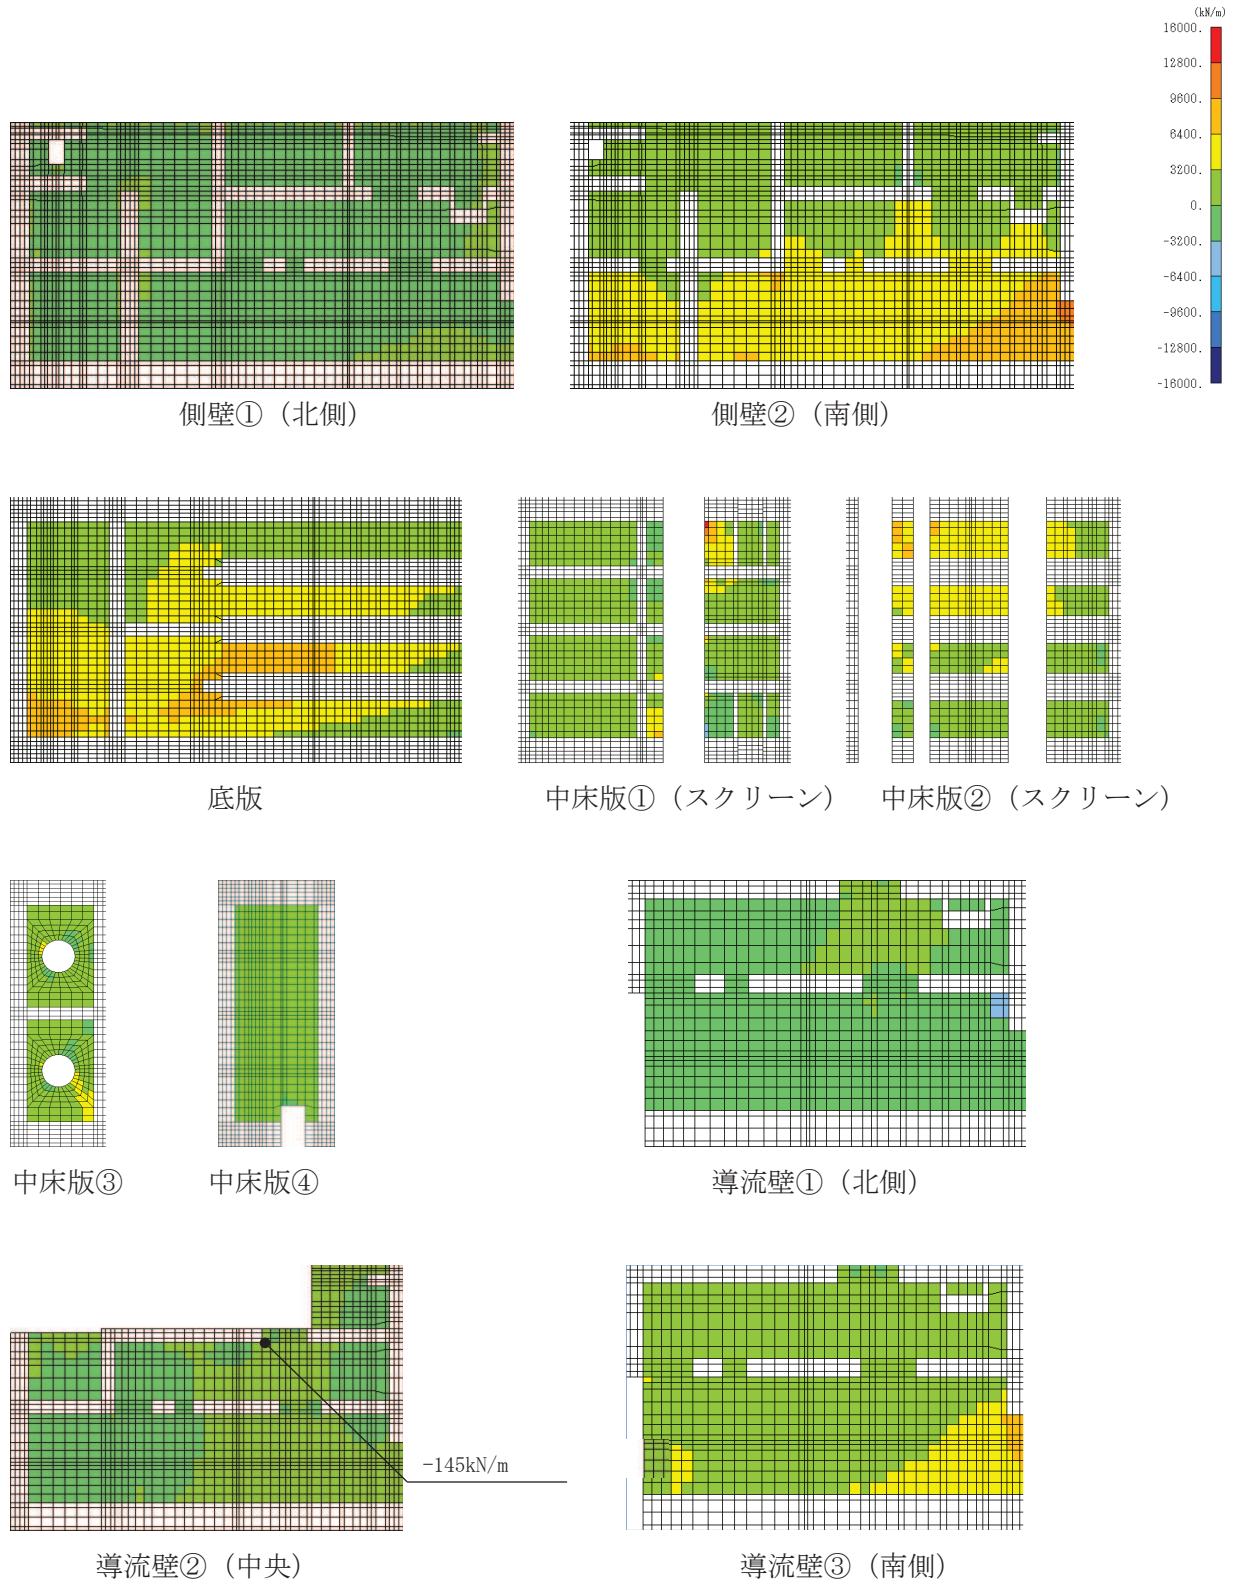 (kN/m)
16000.
12800.
9600.
6400.
3200.
0.
-3200.
-6400.
-9600.
-12800.
-16000.
側壁①（北側）
側壁②（南側）
底版
中床版①（スクリーン）
中床版②（スクリーン）
中床版③
中床版④
導流壁①（北側）
-145kN/m
導流壁②（中央）
導流壁③（南側）